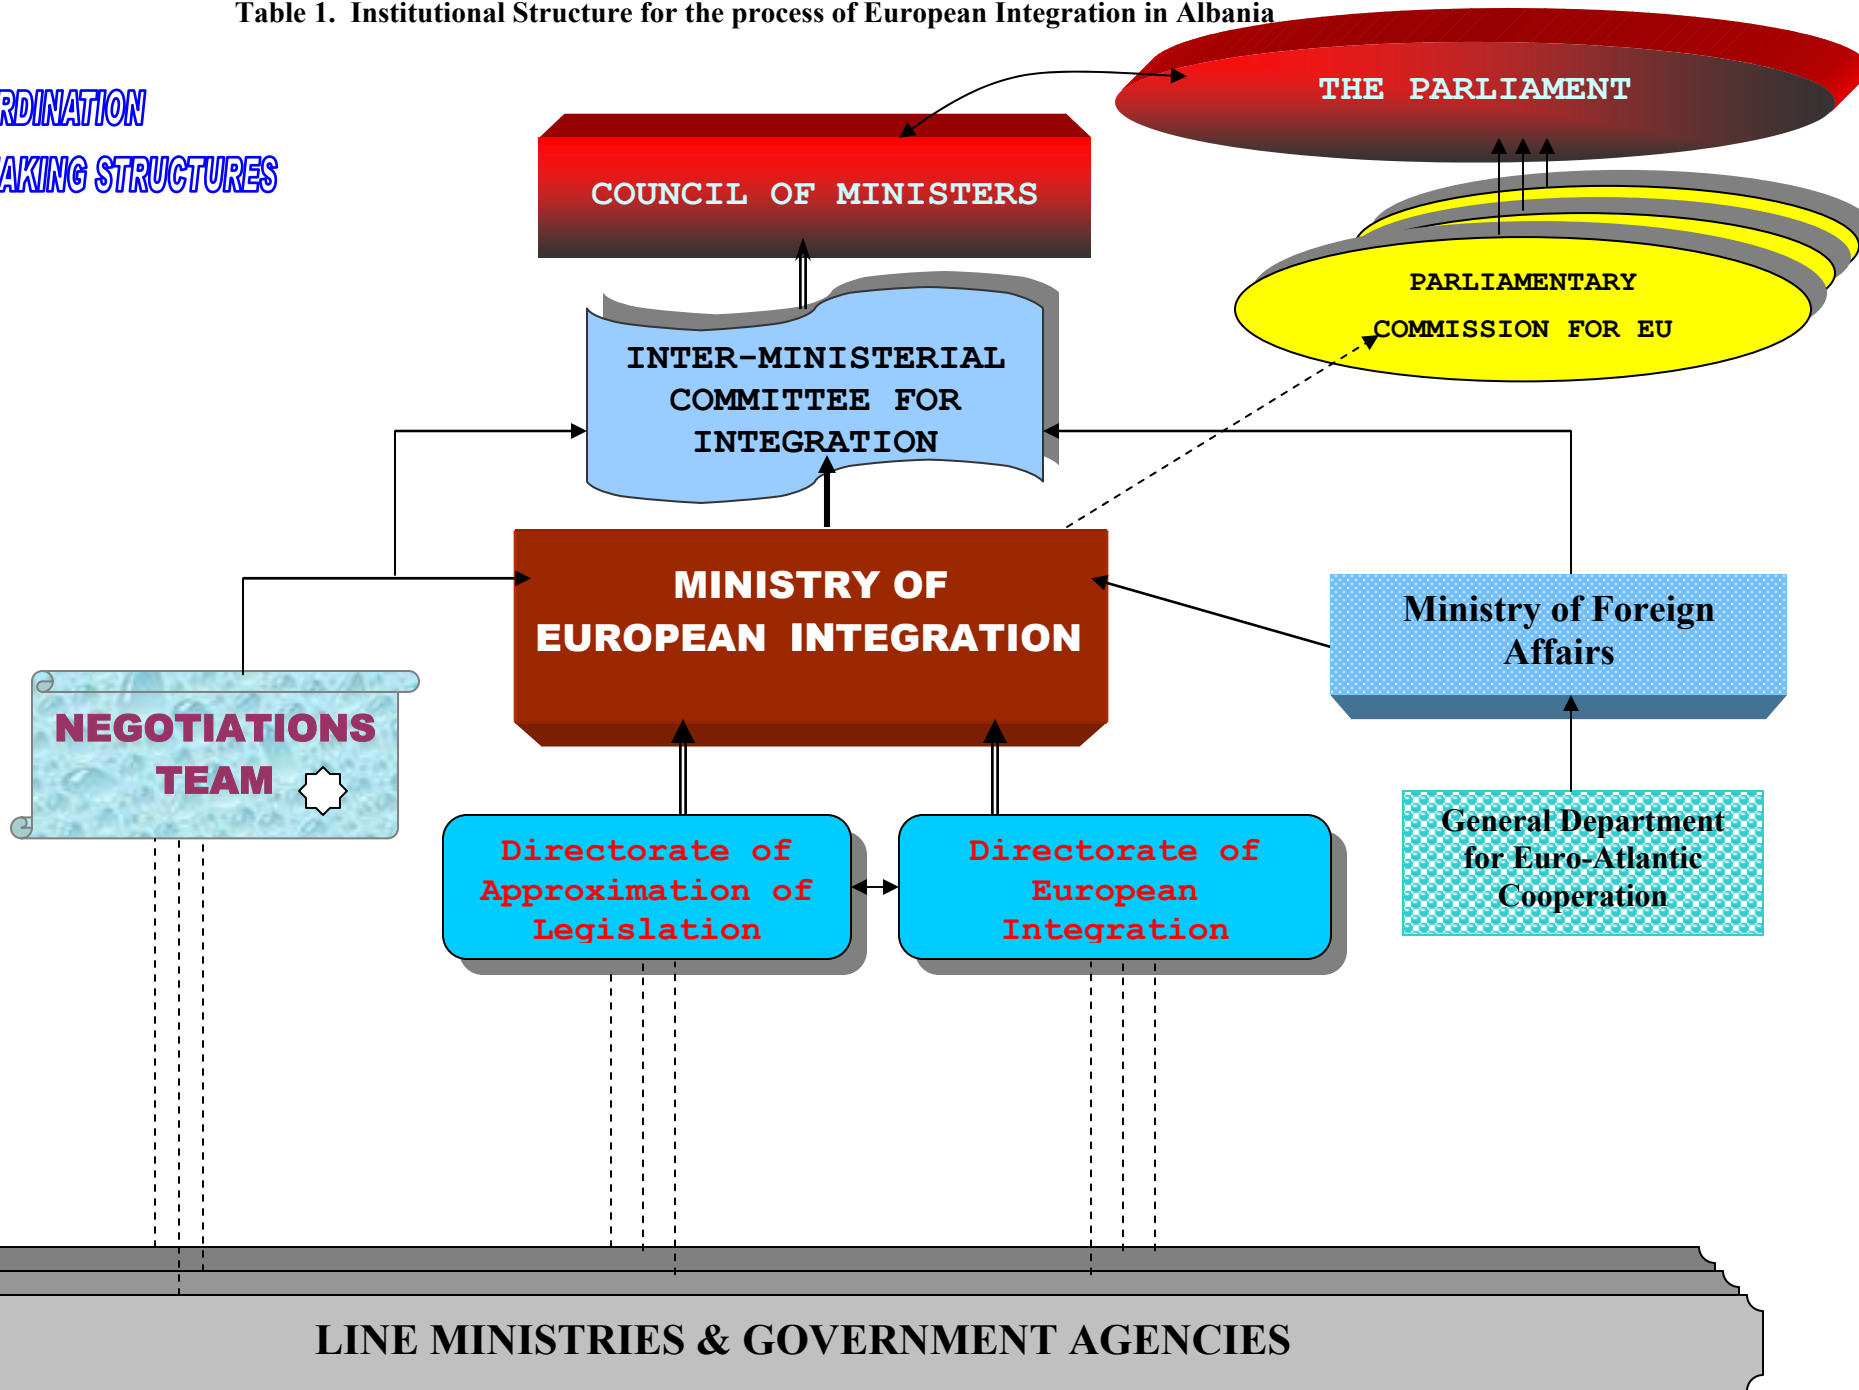 Table 1. Institutional Structure for the process of European Integration in Albania
THE PARLIAMENT
STRUCTURES
COUNCIL OF MINISTERS
PARLIAMENTARY
COMMISSION FOR EU
INTER-MINISTERIAL
COMMITTEE FOR
INTEGRATION
MINISTRY OF
EUROPEAN INTEGRATION
Ministry of Foreign
Affairs
NEGOTIATIONS
TEAM
Directorate of
Approximation of
Legislation
Directorate of
European
Integration
General Department
for Euro-Atlantic
Cooperation
LINE MINISTRIES & GOVERNMENT AGENCIES